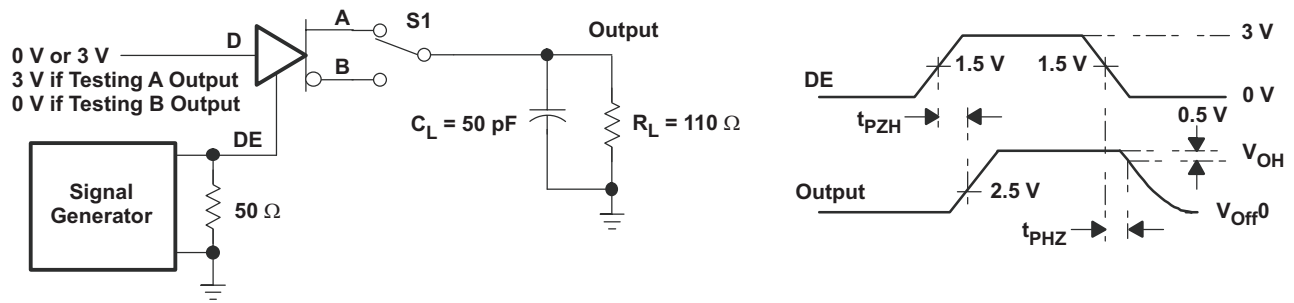 A
S1
Output
D
0 V or 3 V
3 V if Testing A Output
0 V if Testing B Output
B
DE
C_L = 50 pF
R_L = 110 Ω
Signal
Generator
50 Ω
3 V
1.5 V
1.5 V
DE
0 V
t_PZH
0.5 V
V_OH
2.5 V
Output
V_Off0
t_PHZ